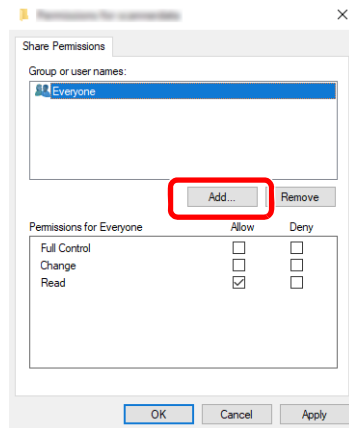 Share Permissions
Group or user names:
Everyone
Add... Remove
Permissions for Everyone Allow Deny
Full Control
Change
Read
OK Cancel Apply